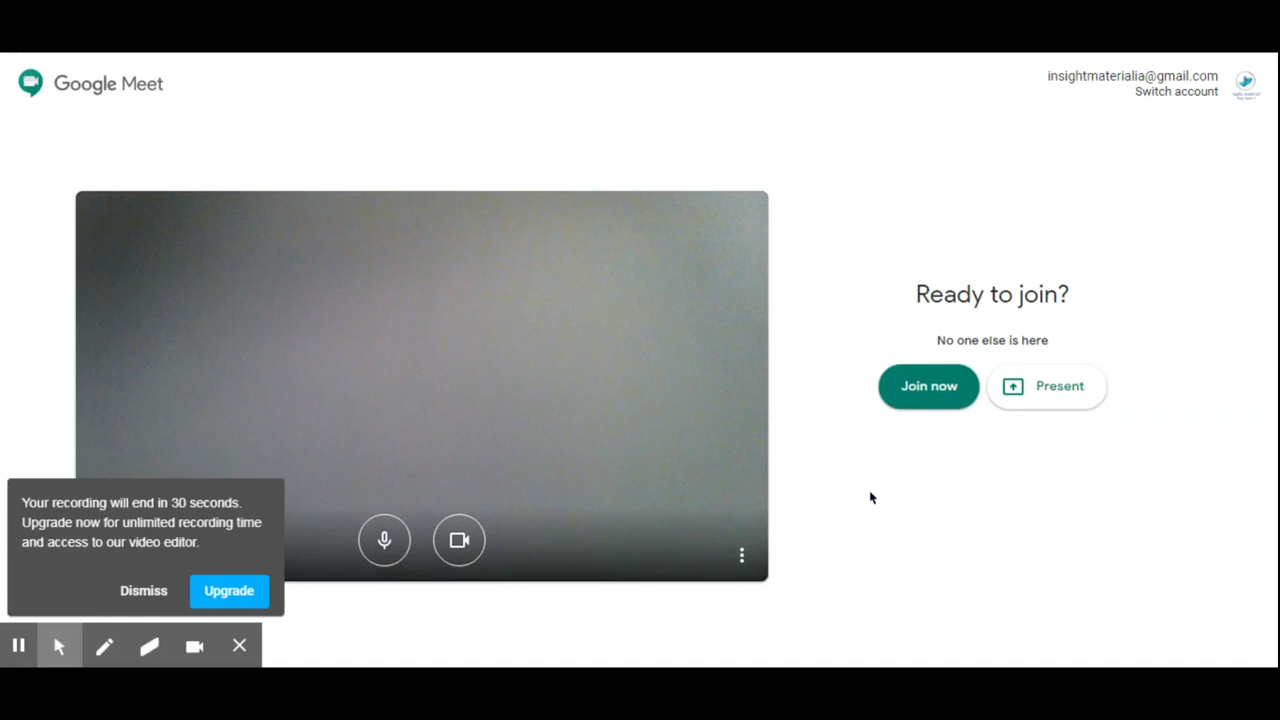 Google Meet
insightmaterialia@gmail.com
Switch account
Ready to join?
No one else is here
Join now
Present
Your recording will end in 30 seconds.
Upgrade now for unlimited recording time
and access to our video editor.
Dismiss
Upgrade